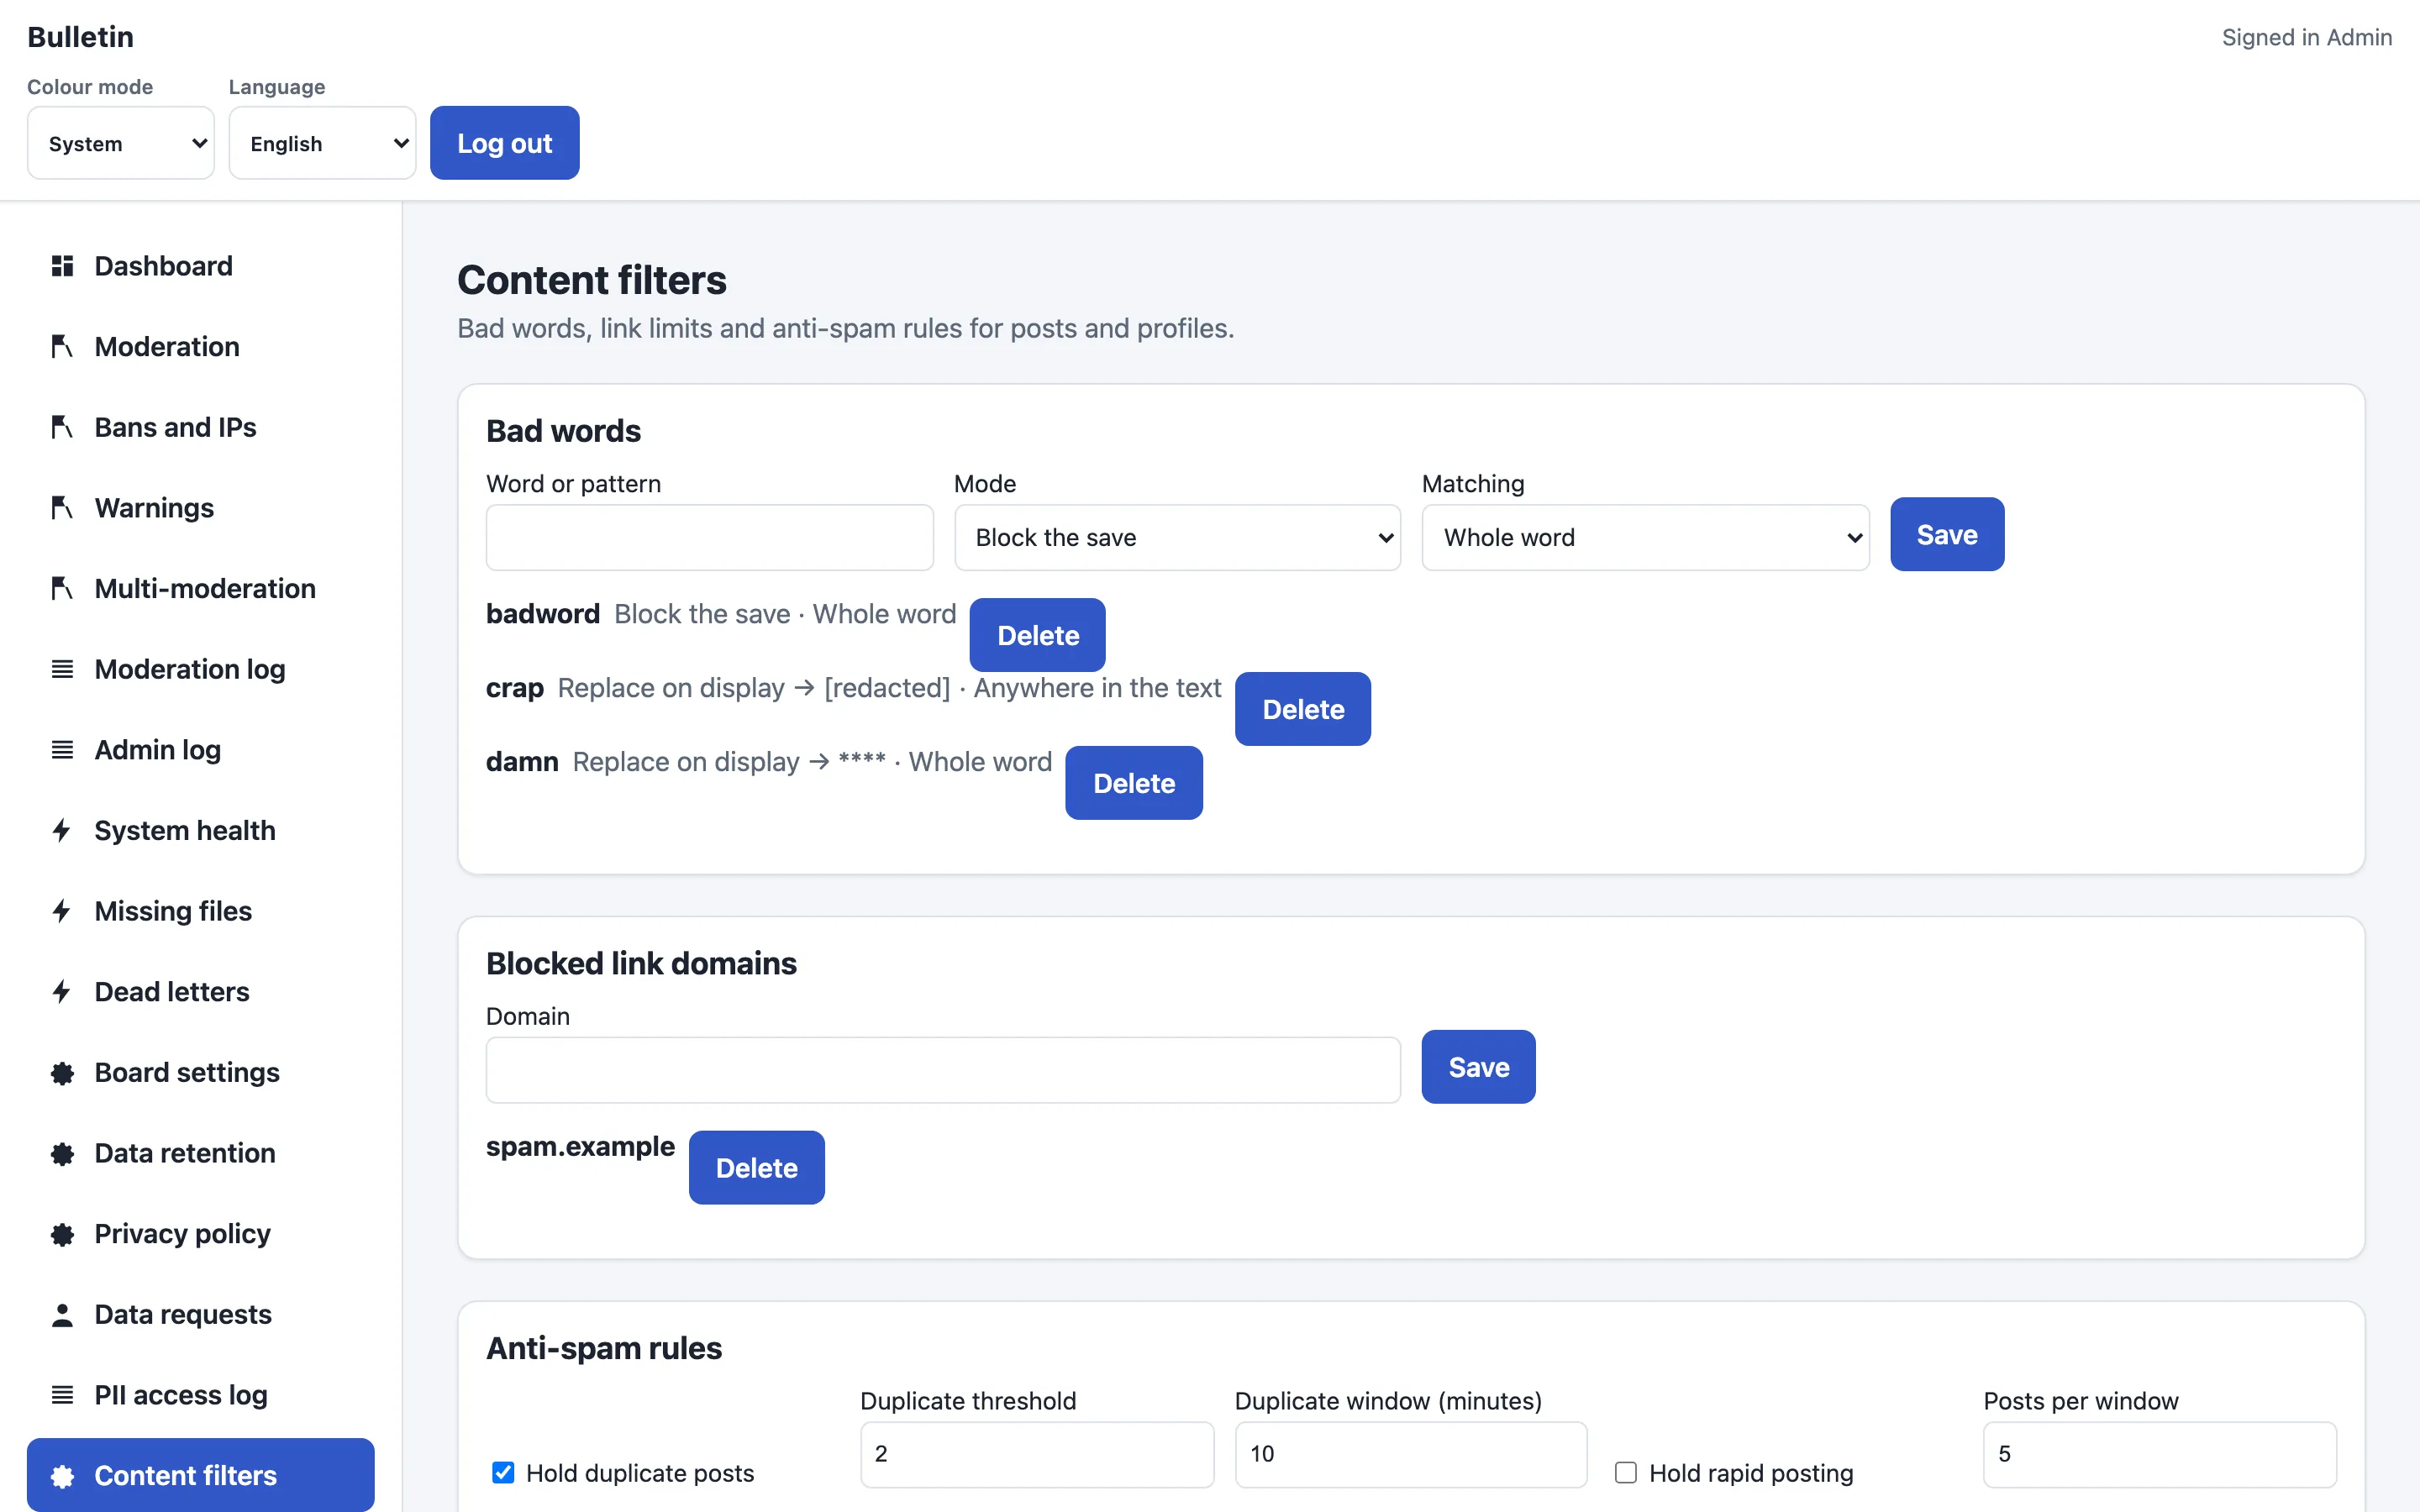 Bulletin
Signed in Admin
Colour mode
Language
System
English
Log out
Dashboard
Moderation
Bans and IPs
Warnings
Multi-moderation
Moderation log
Admin log
System health
Missing files
Dead letters
Board settings
Data retention
Privacy policy
Data requests
PII access log
Content filters
Content filters
Bad words, link limits and anti-spam rules for posts and profiles.
Bad words
Word or pattern
Mode
Matching
Block the save
Whole word
Save
badword Block the save · Whole word Delete
crap Replace on display → [redacted] · Anywhere in the text Delete
damn Replace on display → **** · Whole word Delete
Blocked link domains
Domain
Save
spam.example Delete
Anti-spam rules
Hold duplicate posts
Duplicate threshold
2
Duplicate window (minutes)
10
Hold rapid posting
Posts per window
5